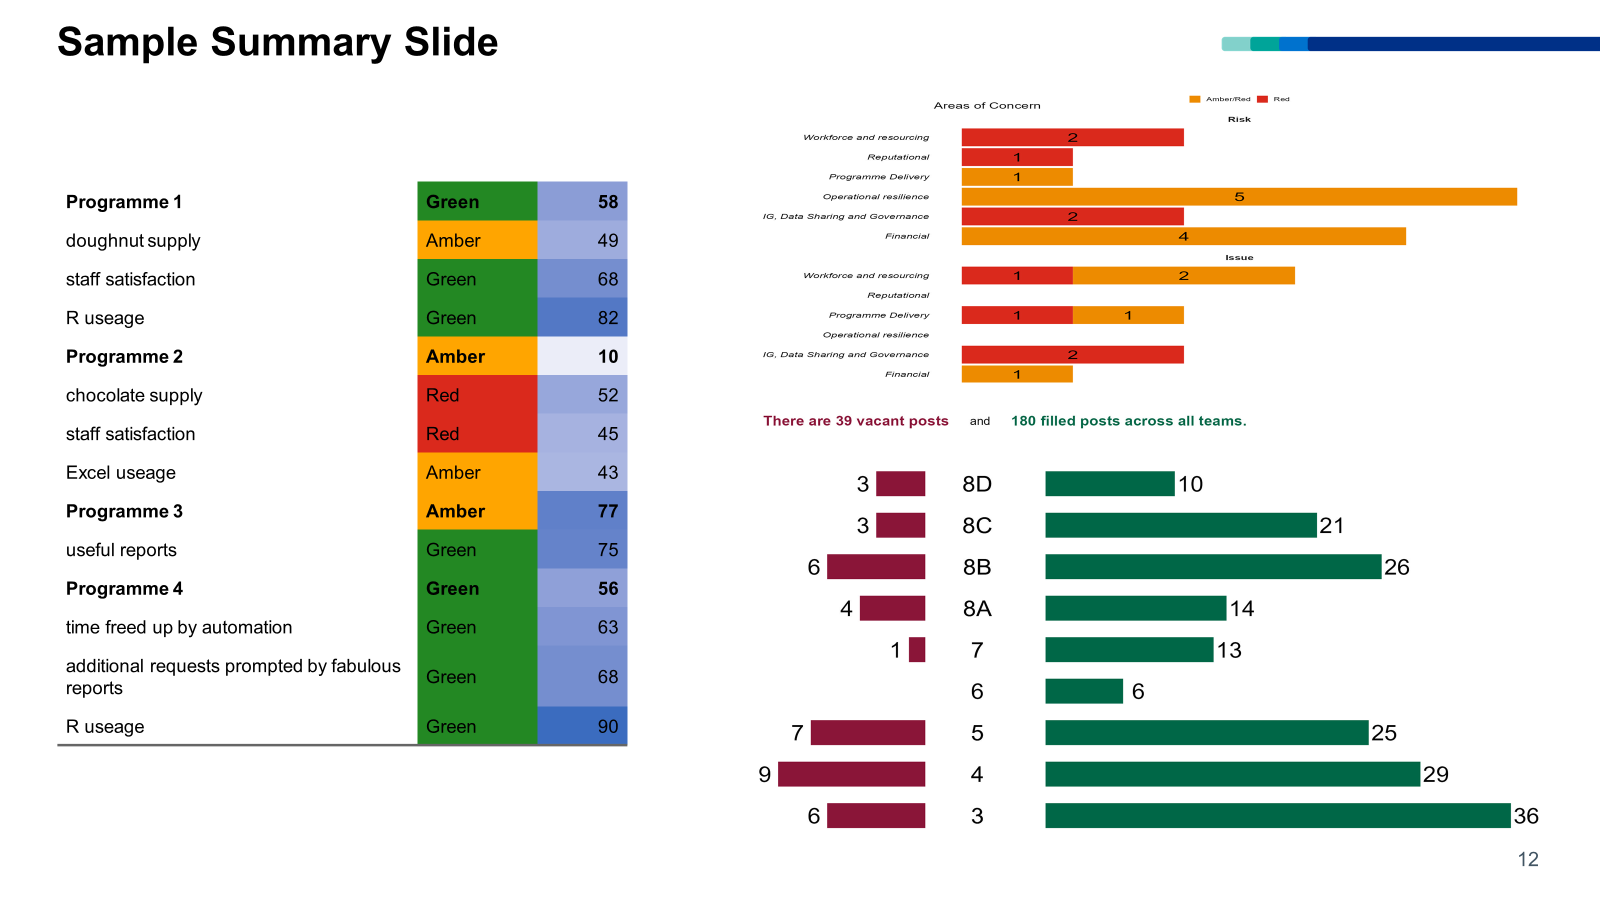 Sample Summary Slide
Programme 1 Green 58
doughnut supply Amber 49
staff satisfaction Green 68
R useage Green 82
Programme 2 Amber 10
chocolate supply Red 52
staff satisfaction Red 45
Excel useage Amber 43
Programme 3 Amber 77
useful reports Green 75
Programme 4 Green 56
time freed up by automation Green 63
additional requests prompted by fabulous
reports Green 68
R useage Green 90
Areas of Concern
Amber/Red Red
Risk
Workforce and resourcing 2
Reputational 1
Programme Delivery 1
Operational resilience 5
IG, Data Sharing and Governance 2
Financial 4
Issue
Workforce and resourcing 1 2
Reputational
Programme Delivery 1 1
Operational resilience
IG, Data Sharing and Governance 2
Financial 1
There are 39 vacant posts and 180 filled posts across all teams.
3 8D 10
3 8C 21
6 8B 26
4 8A 14
1 7 13
6 6
7 5 25
9 4 29
6 3 36
12